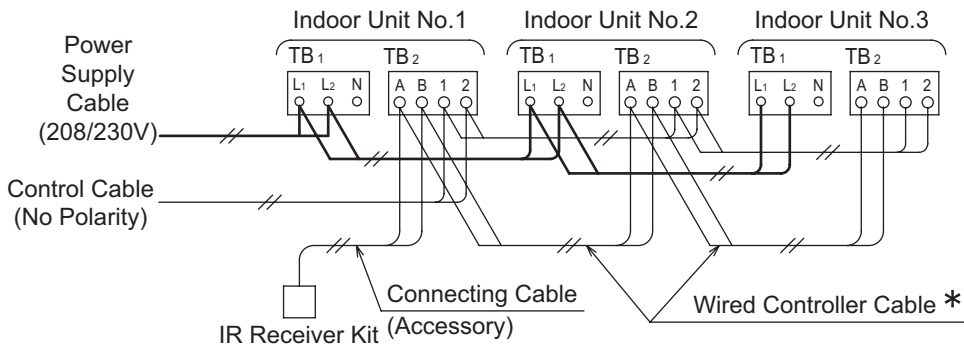 Indoor Unit No.1 Indoor Unit No.2 Indoor Unit No.3
TB1 TB2 TB1 TB2 TB1 TB2
L1 L2 N A B 1 2 L1 L2 N A B 1 2 L1 L2 N A B 1 2
Power
Supply
Cable
(208/230V)
Control Cable
(No Polarity)
Connecting Cable
(Accessory)
Wired Controller Cable *
IR Receiver Kit